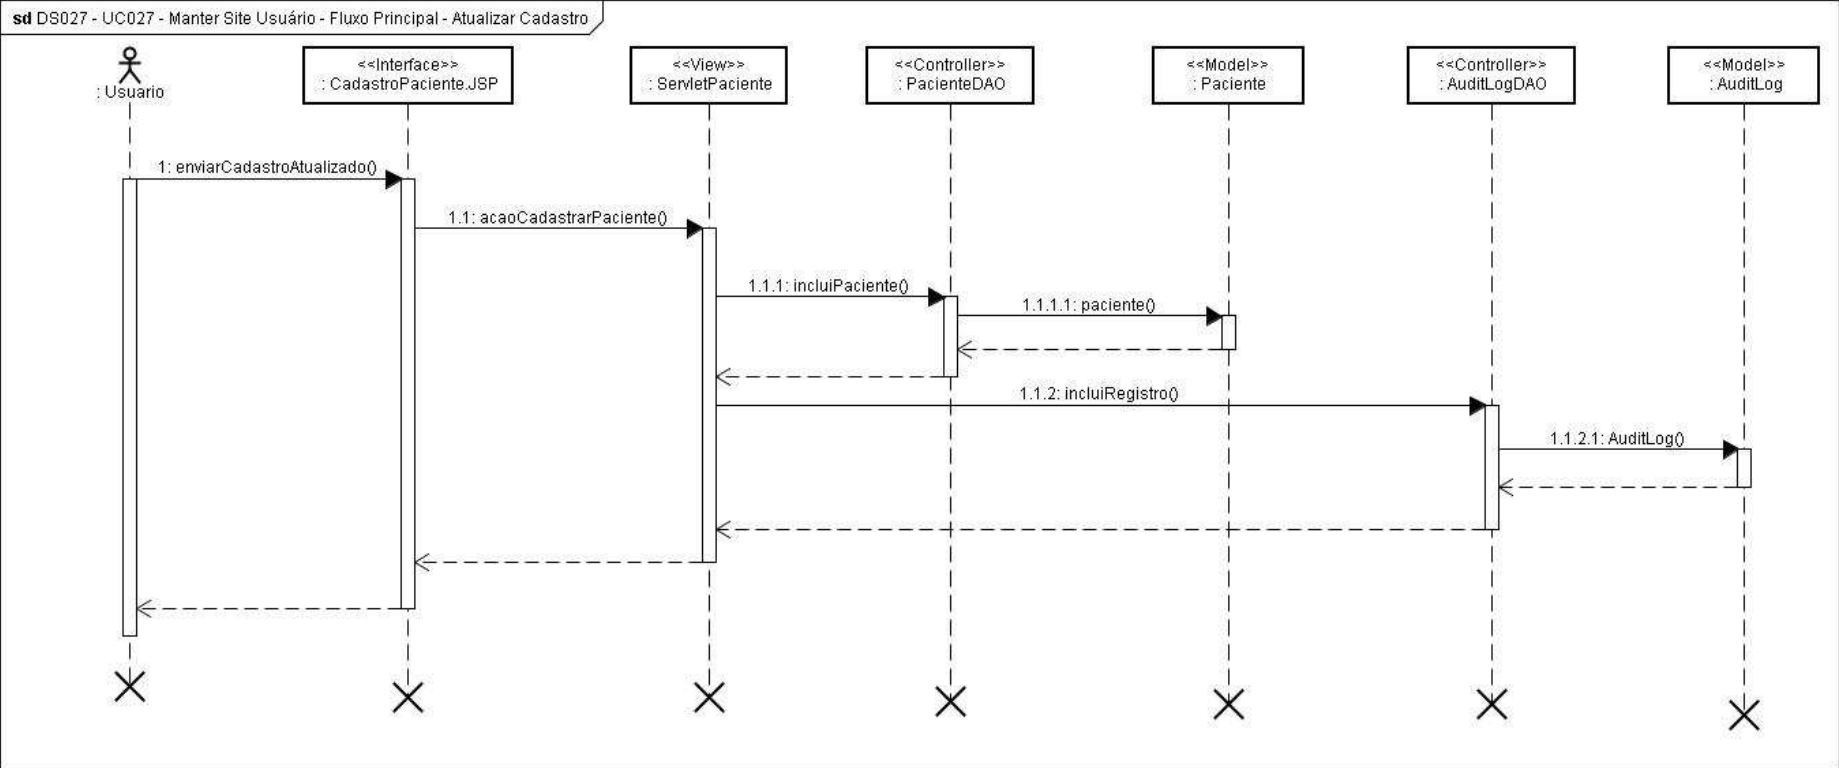 sd DS027 - UC027 - Manter Site Usuário - Fluxo Principal - Atualizar Cadastro
: Usuario
<<Interface>>
: CadastroPaciente.JSP
<<View>>
: ServletPaciente
<<Controller>>
: PacienteDAO
<<Model>>
: Paciente
<<Controller>>
: AuditLogDAO
<<Model>>
: AuditLog
1: enviarCadastroAtualizado()
1.1: acaoCadastrarPaciente()
1.1.1: incluiPaciente()
1.1.1.1: paciente()
1.1.2: incluiRegistro()
1.1.2.1: AuditLog()